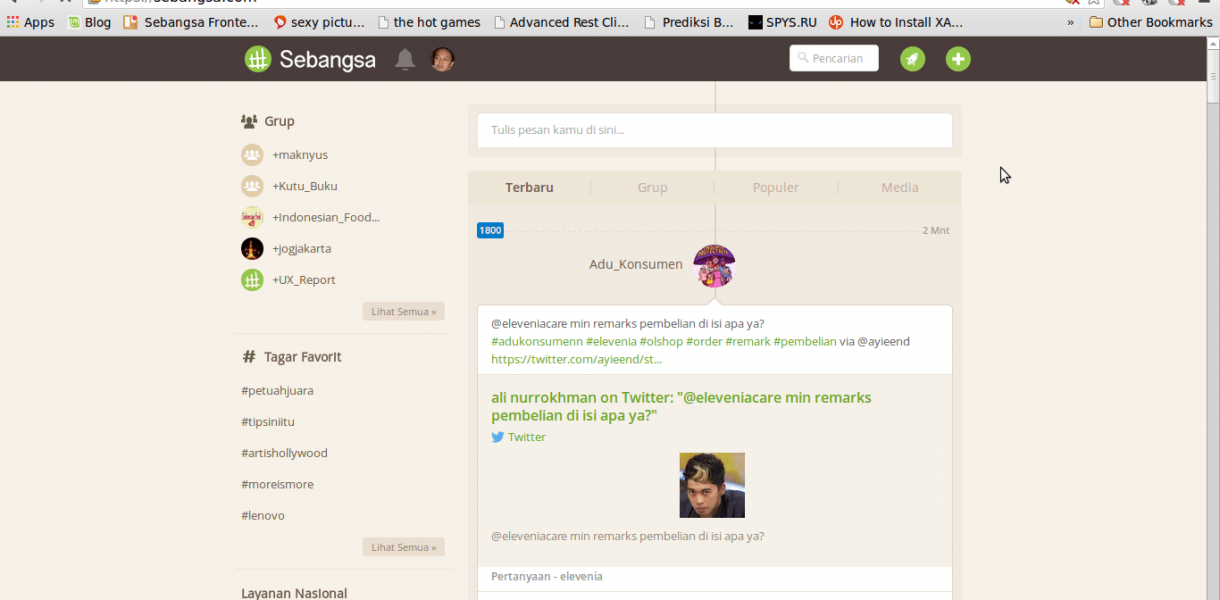 https://sebangsa.com
Apps Blog Sebangsa Fronte... sexy pictu... the hot games Advanced Rest Cli... Prediksi B... SPYS.RU How to Install XA... » Other Bookmarks
Sebangsa Pencarian
Grup
+maknyus
+Kutu_Buku
+Indonesian_Food...
+jogjakarta
+UX_Report
Lihat Semua »
# Tagar Favorit
#petuahjuara
#tipsiniitu
#artishollywood
#moreismore
#lenovo
Lihat Semua »
Layanan Nasional
Tulis pesan kamu di sini...
Terbaru Grup Populer Media
1800 2 Mnt
Adu_Konsumen
@eleveniacare min remarks pembelian di isi apa ya?
#adukonsumenn #elevenia #olshop #order #remark #pembelian via @ayieend
https://twitter.com/ayieend/st...
ali nurrokhman on Twitter: "@eleveniacare min remarks
pembelian di isi apa ya?"
Twitter
@eleveniacare min remarks pembelian di isi apa ya?
Pertanyaan - elevenia